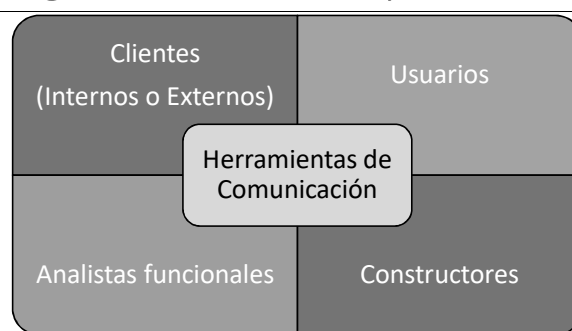 Clientes
(Internos o Externos)
Usuarios
Herramientas de
Comunicación
Analistas funcionales
Constructores